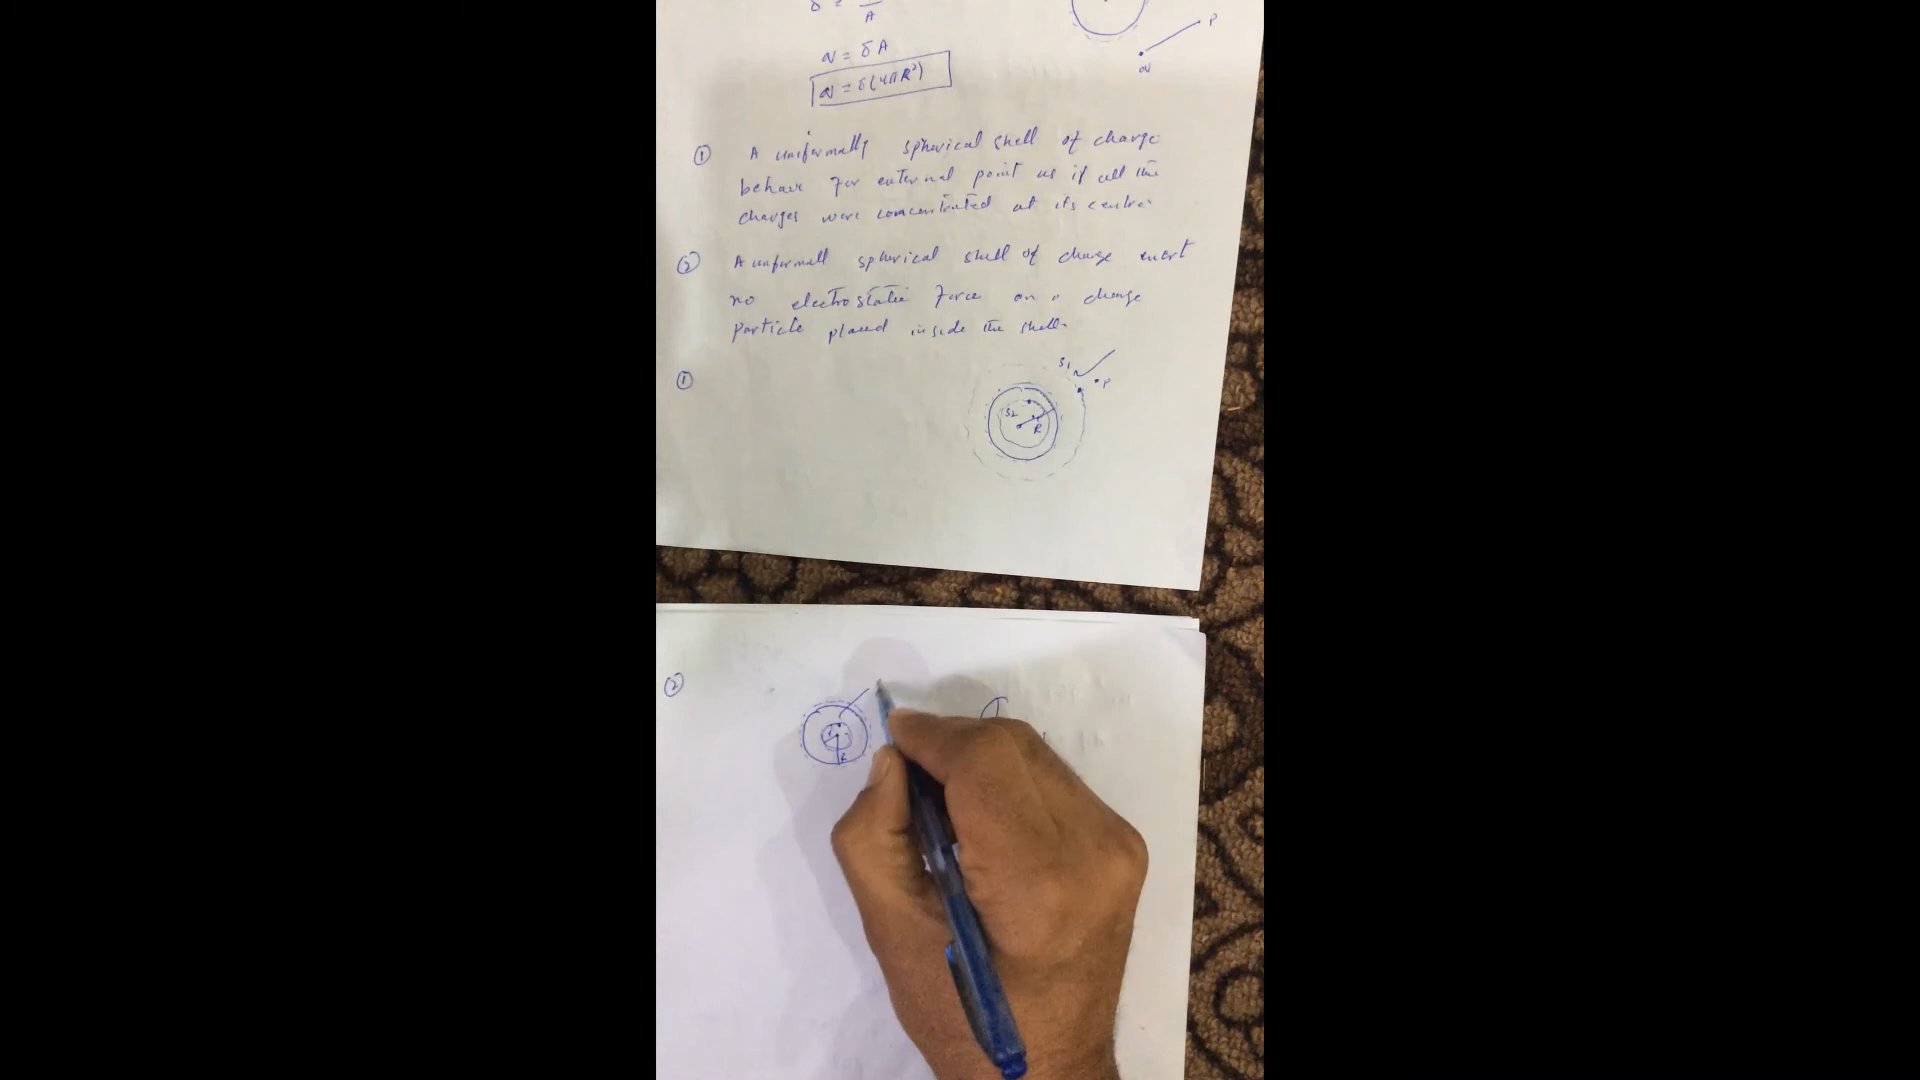 A
P
q = δA
q = δ(4πR²)
① A uniformally spherical shell of charge
behave for external point as if all the
charges were concentrated at its centre.
② A unformall spherical shell of charge exert
no electrostatic Force on a charge
Particle placed inside the shell.
①
S₁
P
S₂
R
②
R